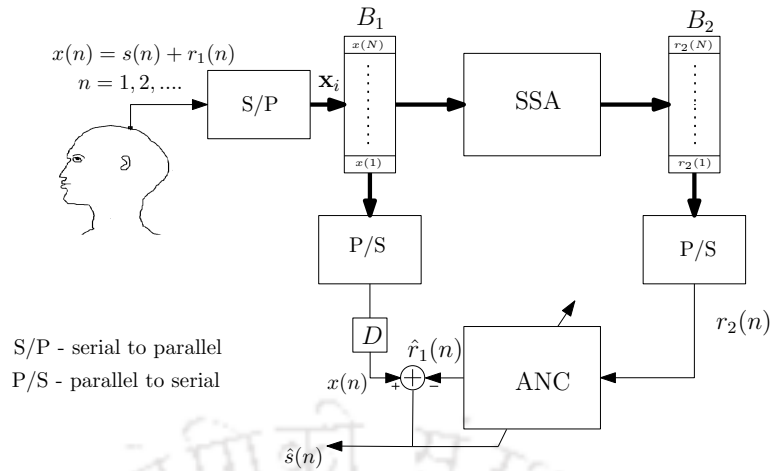 B₁
B₂
x(n) = s(n) + r₁(n)
n = 1, 2, ....
S/P
𝐱ᵢ
x(N)
x(1)
SSA
r₂(N)
r₂(1)
P/S
P/S
D
r̂₁(n)
r₂(n)
S/P - serial to parallel
P/S - parallel to serial
x(n)
+
−
ANC
ŝ(n)